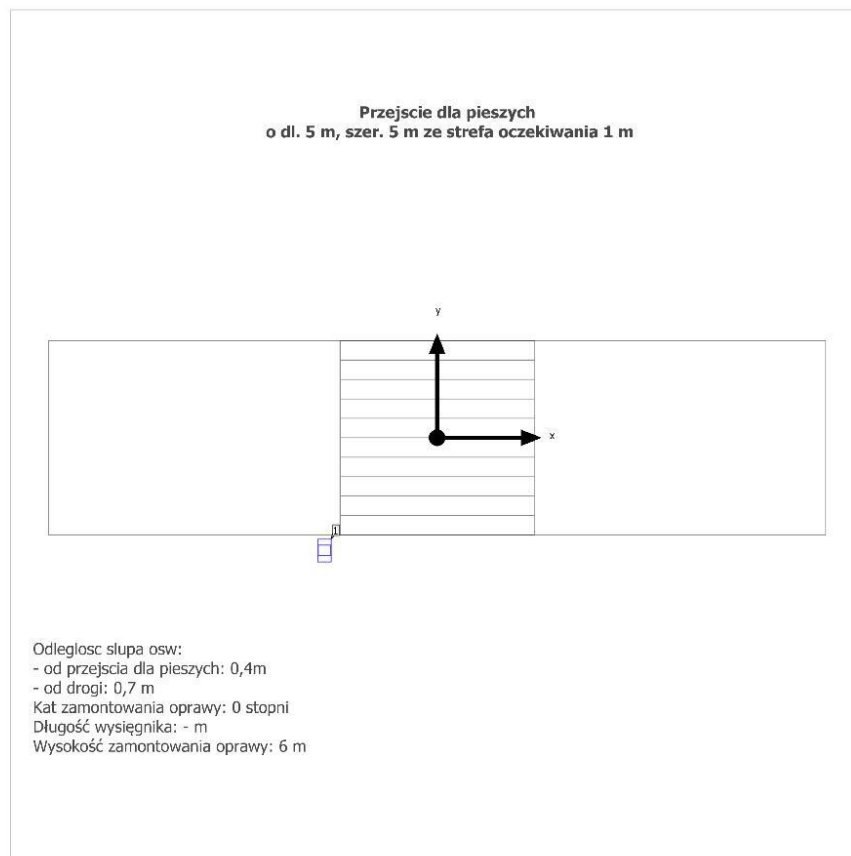 Przejscie dla pieszych
o dl. 5 m, szer. 5 m ze strefa oczekiwania 1 m
y
x
1
Odleglosc slupa osw:
- od przejscia dla pieszych: 0,4m
- od drogi: 0,7 m
Kat zamontowania oprawy: 0 stopni
Długość wysięgnika: - m
Wysokość zamontowania oprawy: 6 m